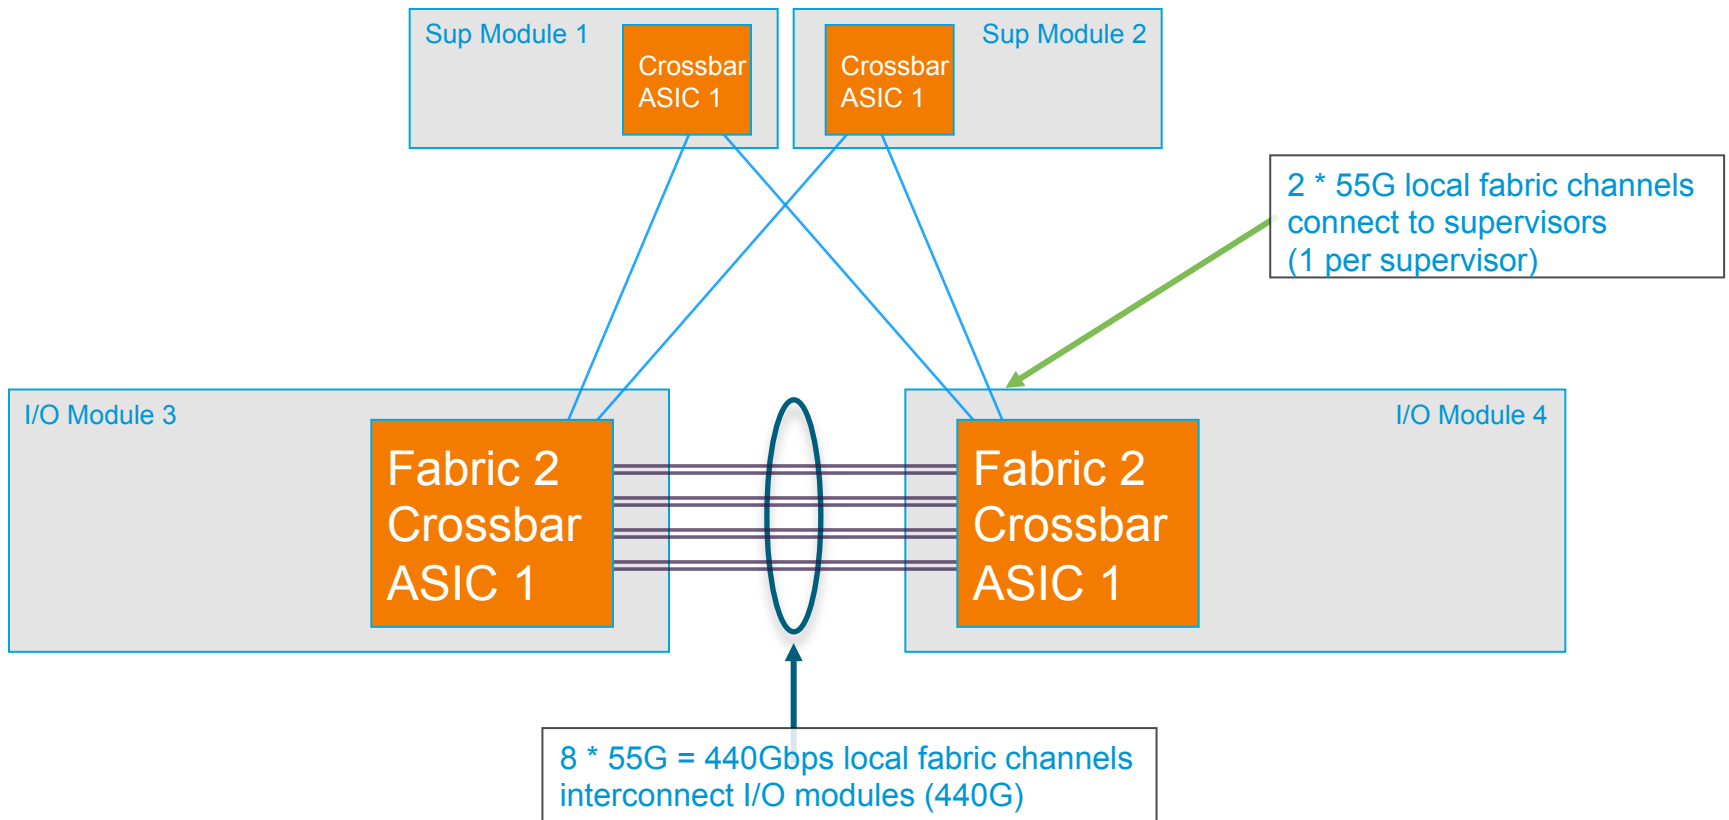 Sup Module 1
Crossbar
ASIC 1
Crossbar
ASIC 1
Sup Module 2
2 * 55G local fabric channels
connect to supervisors
(1 per supervisor)
I/O Module 3
Fabric 2
Crossbar
ASIC 1
Fabric 2
Crossbar
ASIC 1
I/O Module 4
8 * 55G = 440Gbps local fabric channels
interconnect I/O modules (440G)